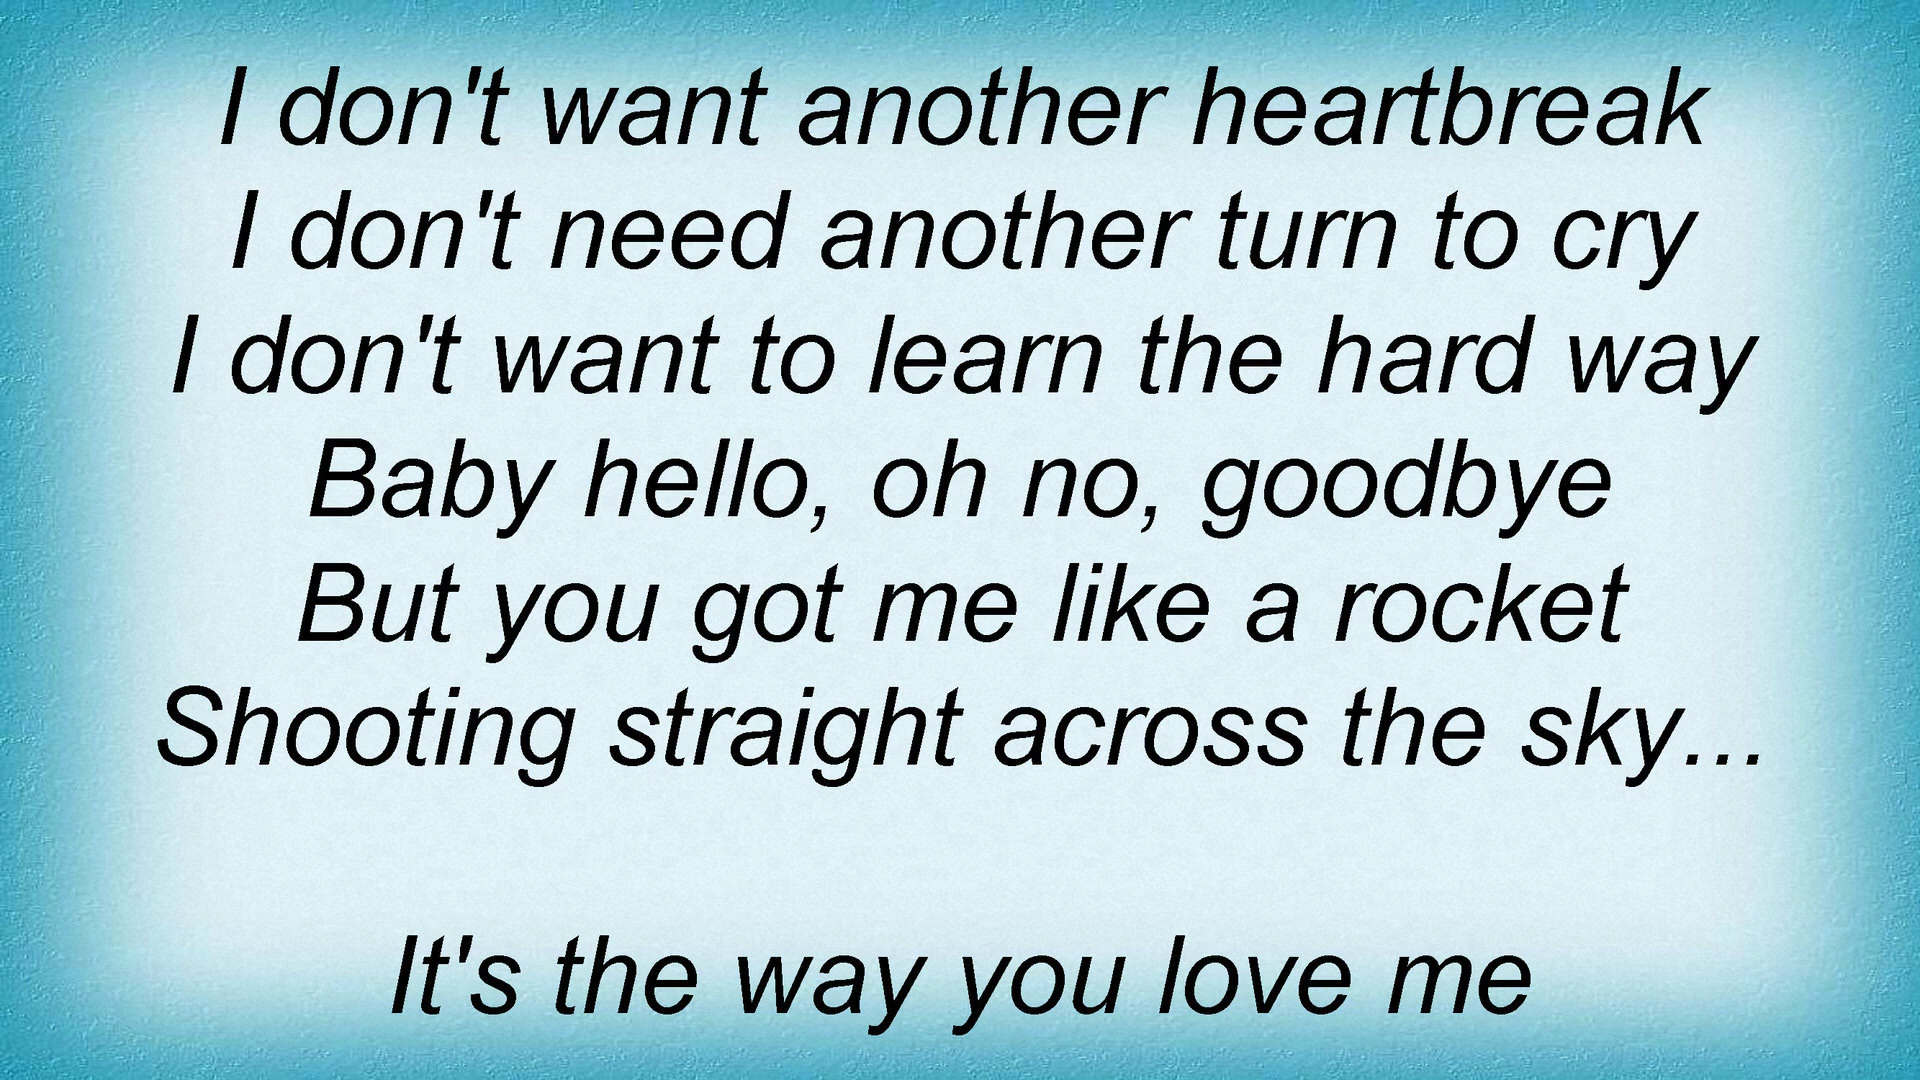 I don't want another heartbreak
I don't need another turn to cry
I don't want to learn the hard way
Baby hello, oh no, goodbye
But you got me like a rocket
Shooting straight across the sky...
It's the way you love me